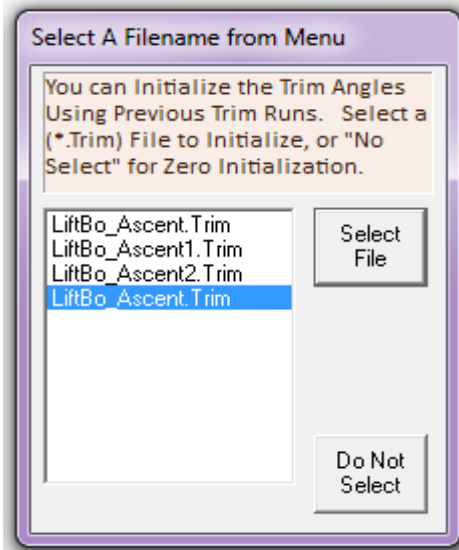 Select A Filename from Menu
You can Initialize the Trim Angles
Using Previous Trim Runs.   Select a
(*.Trim) File to Initialize, or "No
Select" for Zero Initialization.
LiftBo_Ascent.Trim
LiftBo_Ascent1.Trim
LiftBo_Ascent2.Trim
LiftBo_Ascent.Trim
Select
File
Do Not
Select